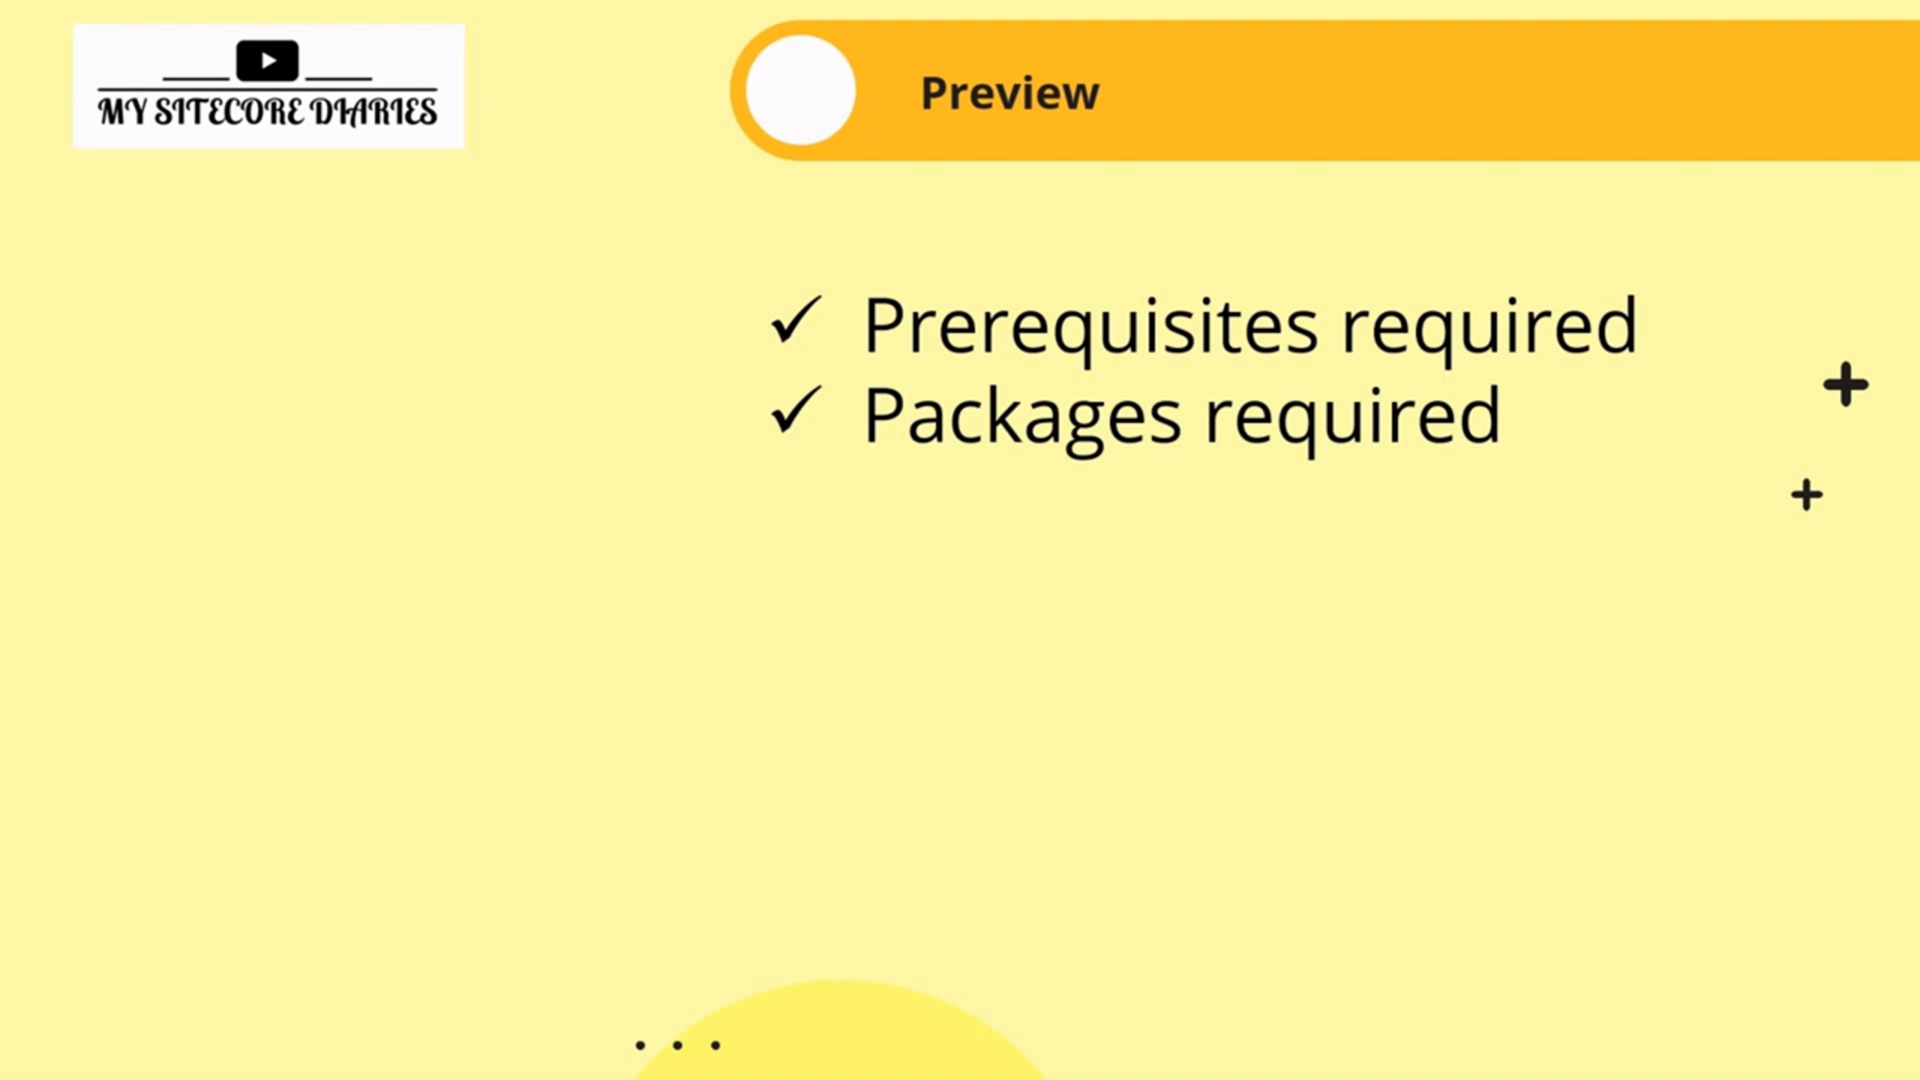 MY SITECORE DIARIES
Preview
✓ Prerequisites required
✓ Packages required